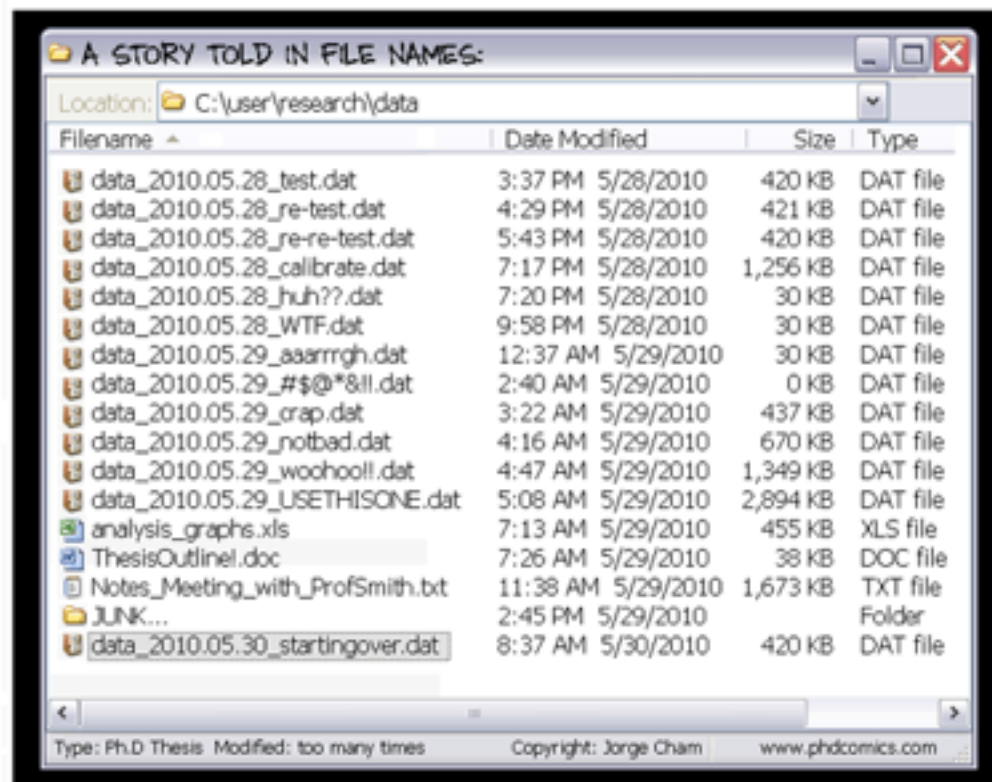 A STORY TOLD IN FILE NAMES:
Location: C:\user\research\data
Filename Date Modified Size Type
data_2010.05.28_test.dat 3:37 PM 5/28/2010 420 KB DAT file
data_2010.05.28_re-test.dat 4:29 PM 5/28/2010 421 KB DAT file
data_2010.05.28_re-re-test.dat 5:43 PM 5/28/2010 420 KB DAT file
data_2010.05.28_calibrate.dat 7:17 PM 5/28/2010 1,256 KB DAT file
data_2010.05.28_huh??.dat 7:20 PM 5/28/2010 30 KB DAT file
data_2010.05.28_WTF.dat 9:58 PM 5/28/2010 30 KB DAT file
data_2010.05.29_aaarrrgh.dat 12:37 AM 5/29/2010 30 KB DAT file
data_2010.05.29_#$@*&!!.dat 2:40 AM 5/29/2010 0 KB DAT file
data_2010.05.29_crap.dat 3:22 AM 5/29/2010 437 KB DAT file
data_2010.05.29_notbad.dat 4:16 AM 5/29/2010 670 KB DAT file
data_2010.05.29_woohoo!!.dat 4:47 AM 5/29/2010 1,349 KB DAT file
data_2010.05.29_USETHISONE.dat 5:08 AM 5/29/2010 2,894 KB DAT file
analysis_graphs.xls 7:13 AM 5/29/2010 455 KB XLS file
ThesisOutline!.doc 7:26 AM 5/29/2010 38 KB DOC file
Notes_Meeting_with_ProfSmith.txt 11:38 AM 5/29/2010 1,673 KB TXT file
JUNK... 2:45 PM 5/29/2010 Folder
data_2010.05.30_startingover.dat 8:37 AM 5/30/2010 420 KB DAT file
Type: Ph.D Thesis Modified: too many times Copyright: Jorge Cham www.phdcomics.com